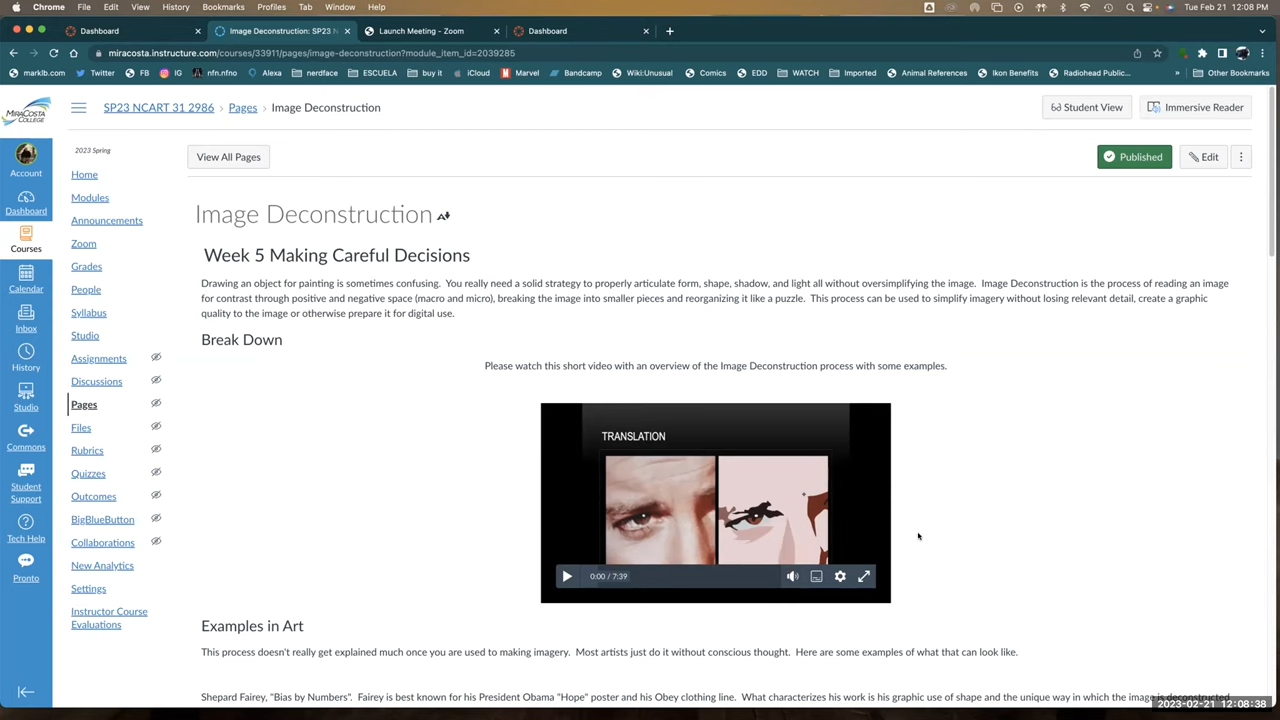 Chrome File Edit View History Bookmarks Profiles Tab Window Help
Tue Feb 21 12:08 PM
Dashboard
Image Deconstruction: SP23 N
Launch Meeting - Zoom
Dashboard
miracosta.instructure.com/courses/33911/pages/image-deconstruction?module_item_id=2039285
marklb.com Twitter FB IG nfn.nfno Alexa nerdface ESCUELA buy it iCloud Marvel Bandcamp Wiki:Unusual Comics EDD WATCH Imported Animal References Ikon Benefits Radiohead Public... » Other Bookmarks
MIRACOSTA
COLLEGE
SP23 NCART 31 2986 › Pages › Image Deconstruction
Student View
Immersive Reader
Account
Dashboard
Courses
Calendar
Inbox
History
Studio
Commons
Student
Support
Tech Help
Pronto
2023 Spring
Home
Modules
Announcements
Zoom
Grades
People
Syllabus
Studio
Assignments
Discussions
Pages
Files
Rubrics
Quizzes
Outcomes
BigBlueButton
Collaborations
New Analytics
Settings
Instructor Course
Evaluations
View All Pages
Published
Edit
Image Deconstruction
Week 5 Making Careful Decisions
Drawing an object for painting is sometimes confusing. You really need a solid strategy to properly articulate form, shape, shadow, and light all without oversimplifying the image. Image Deconstruction is the process of reading an image
for contrast through positive and negative space (macro and micro), breaking the image into smaller pieces and reorganizing it like a puzzle. This process can be used to simplify imagery without losing relevant detail, create a graphic
quality to the image or otherwise prepare it for digital use.
Break Down
Please watch this short video with an overview of the Image Deconstruction process with some examples.
TRANSLATION
0:00 / 7:39
Examples in Art
This process doesn't really get explained much once you are used to making imagery. Most artists just do it without conscious thought. Here are some examples of what that can look like.
Shepard Fairey, "Bias by Numbers". Fairey is best known for his President Obama "Hope" poster and his Obey clothing line. What characterizes his work is his graphic use of shape and the unique way in which the image is deconstructed
2023-02-21 12:08:38